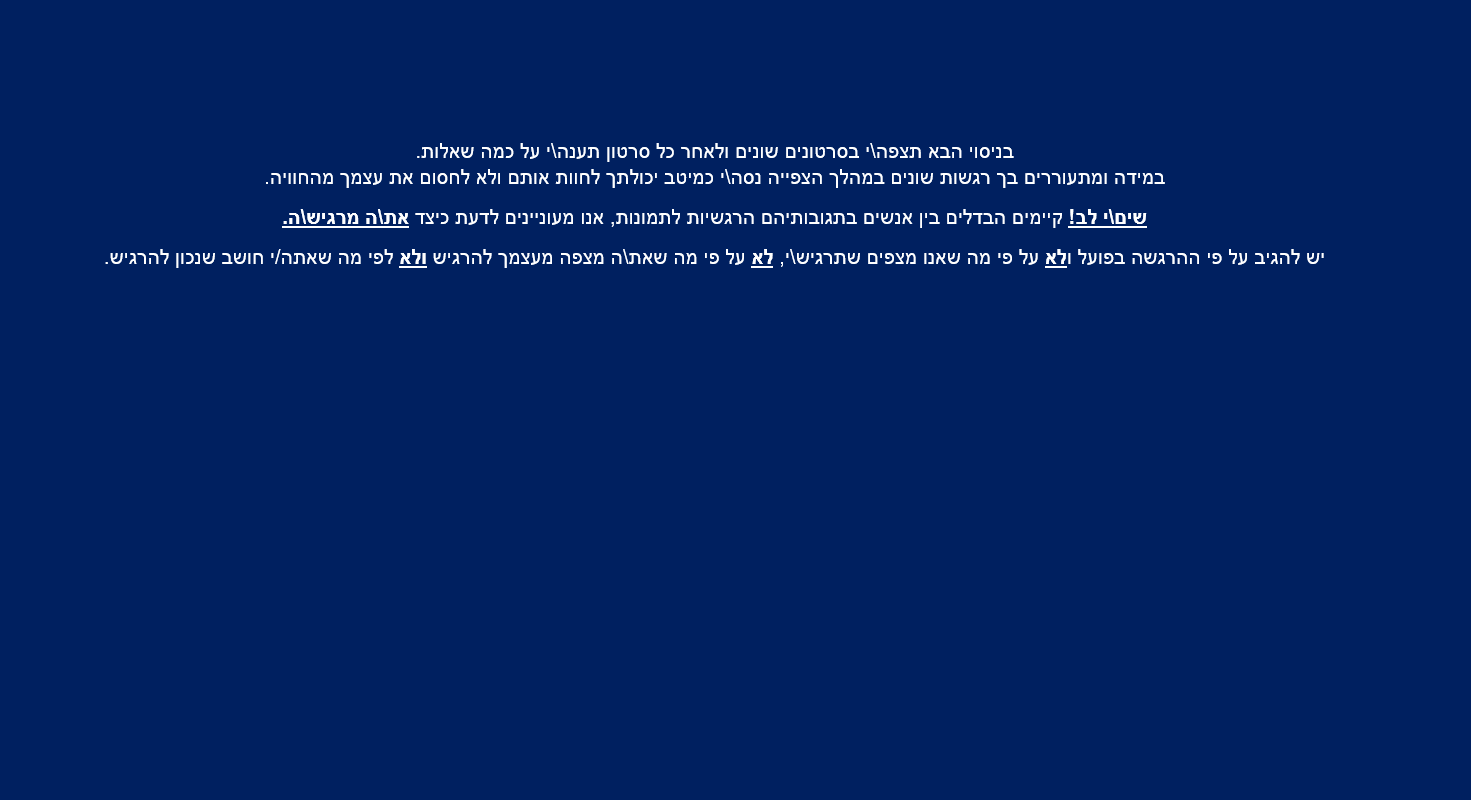 בניסוי הבא תצפה\י בסרטונים שונים ולאחר כל סרטון תענה\י על כמה שאלות.
במידה ומתעוררים בך רגשות שונים במהלך הצפייה נסה\י כמיטב יכולתך לחוות אותם ולא לחסום את עצמך מהחוויה.
שים\י לב! קיימים הבדלים בין אנשים בתגובותיהם הרגשיות לתמונות, אנו מעוניינים לדעת כיצד את\ה מרגיש\ה.
יש להגיב על פי ההרגשה בפועל ולא על פי מה שאנו מצפים שתרגיש\י, לא על פי מה שאת\ה מצפה מעצמך להרגיש ולא לפי מה שאתה/י חושב שנכון להרגיש.